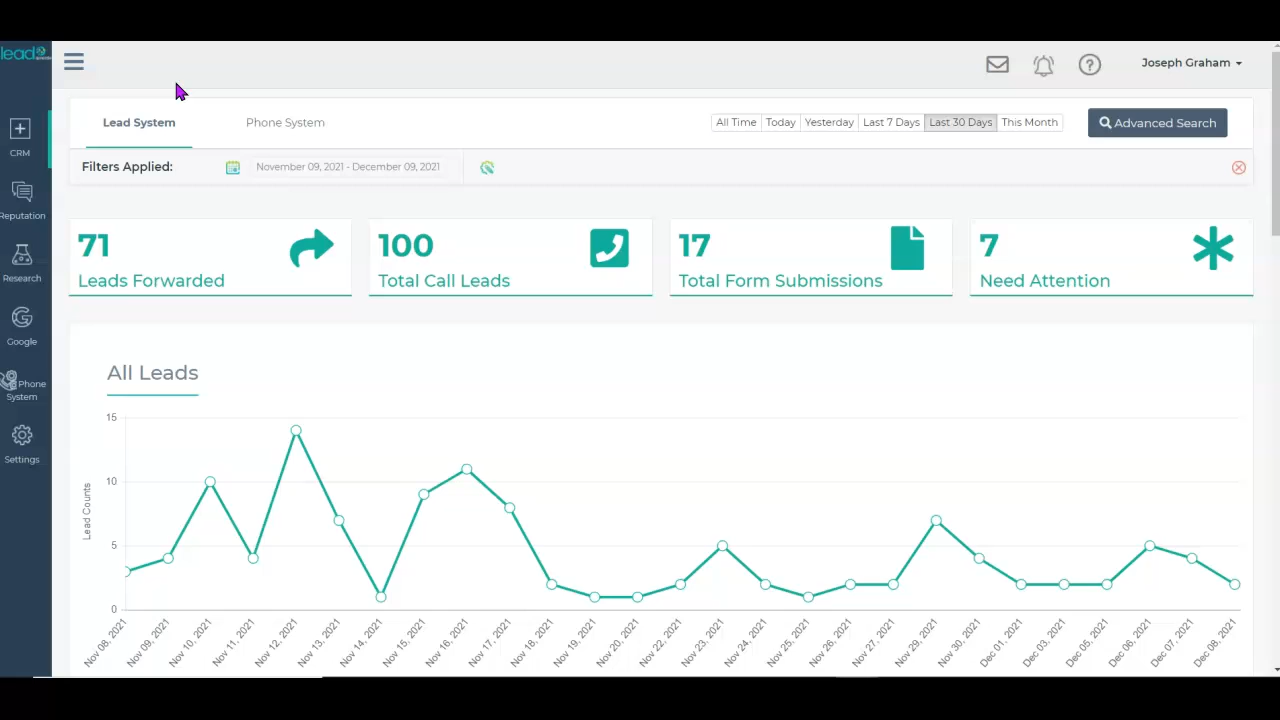 lead
Joseph Graham
Lead System
Phone System
All Time
Today
Yesterday
Last 7 Days
Last 30 Days
This Month
Advanced Search
Filters Applied:
November 09, 2021 - December 09, 2021
CRM
Reputation
Research
Google
Phone
System
Settings
71
Leads Forwarded
100
Total Call Leads
17
Total Form Submissions
7
Need Attention
All Leads
Lead Counts
15
10
5
0
Nov 08, 2021
Nov 09, 2021
Nov 10, 2021
Nov 11, 2021
Nov 12, 2021
Nov 13, 2021
Nov 14, 2021
Nov 15, 2021
Nov 16, 2021
Nov 17, 2021
Nov 18, 2021
Nov 19, 2021
Nov 20, 2021
Nov 22, 2021
Nov 23, 2021
Nov 24, 2021
Nov 25, 2021
Nov 26, 2021
Nov 27, 2021
Nov 29, 2021
Nov 30, 2021
Dec 01, 2021
Dec 03, 2021
Dec 05, 2021
Dec 06, 2021
Dec 07, 2021
Dec 08, 2021